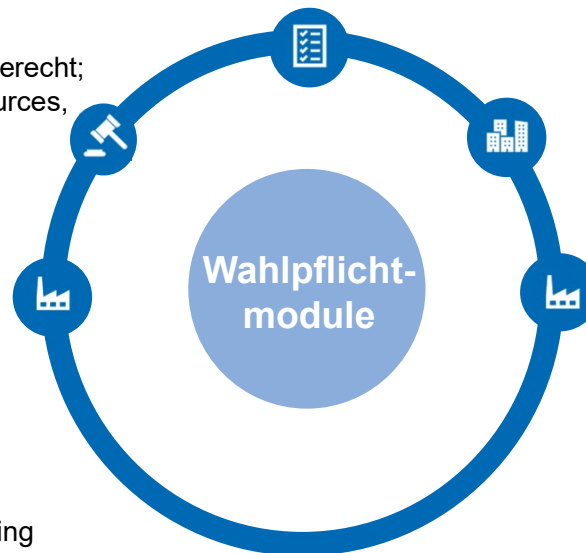 erecht;
urces,
Wahlpflicht-
module
ing